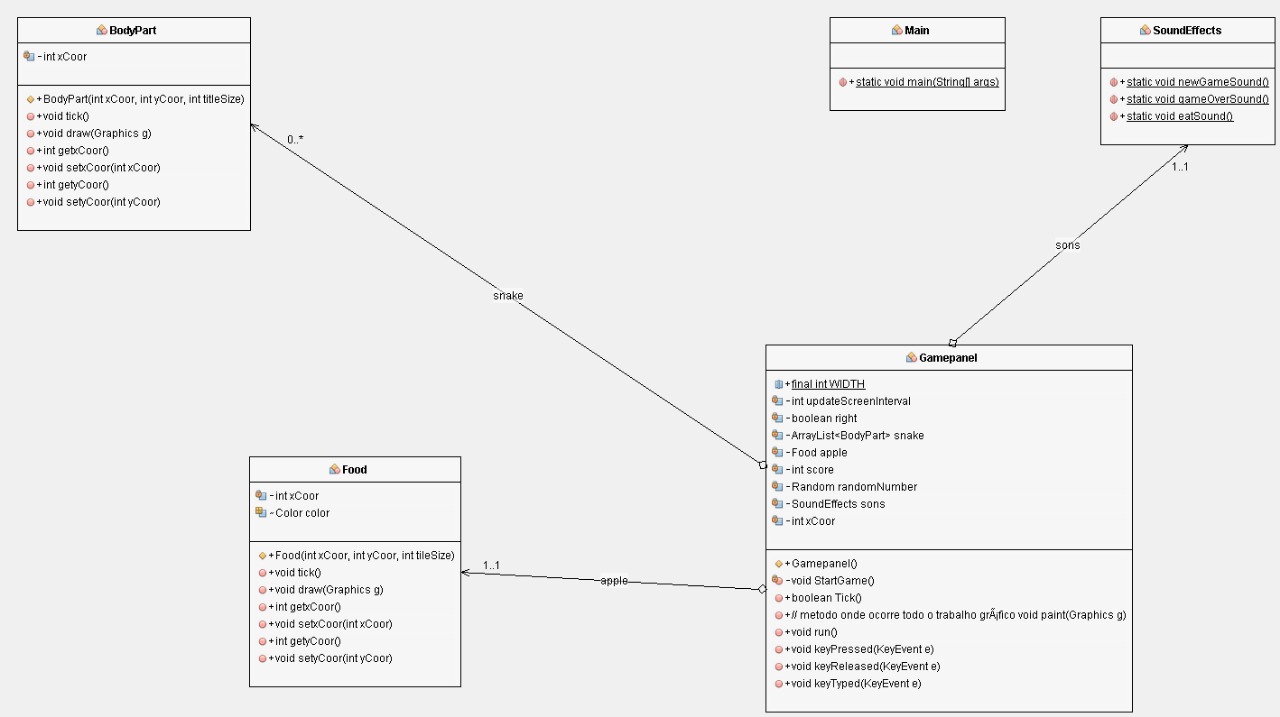 BodyPart
- int xCoor
+ BodyPart(int xCoor, int yCoor, int titleSize)
+ void tick()
+ void draw(Graphics g)
+ int getxCoor()
+ void setxCoor(int xCoor)
+ int getyCoor()
+ void setyCoor(int yCoor)
Main
+ static void main(String[] args)
SoundEffects
+ static void newGameSound()
+ static void gameOverSound()
+ static void eatSound()
0..*
1..1
sons
snake
Gamepanel
+ final int WIDTH
- int updateScreenInterval
- boolean right
- ArrayList<BodyPart> snake
- Food apple
- int score
- Random randomNumber
- SoundEffects sons
- int xCoor
+ Gamepanel()
- void StartGame()
+ boolean Tick()
+ // metodo onde ocorre todo o trabalho grÃ¡fico void paint(Graphics g)
+ void run()
+ void keyPressed(KeyEvent e)
+ void keyReleased(KeyEvent e)
+ void keyTyped(KeyEvent e)
Food
- int xCoor
~ Color color
+ Food(int xCoor, int yCoor, int tileSize)
+ void tick()
+ void draw(Graphics g)
+ int getxCoor()
+ void setxCoor(int xCoor)
+ int getyCoor()
+ void setyCoor(int yCoor)
1..1
apple